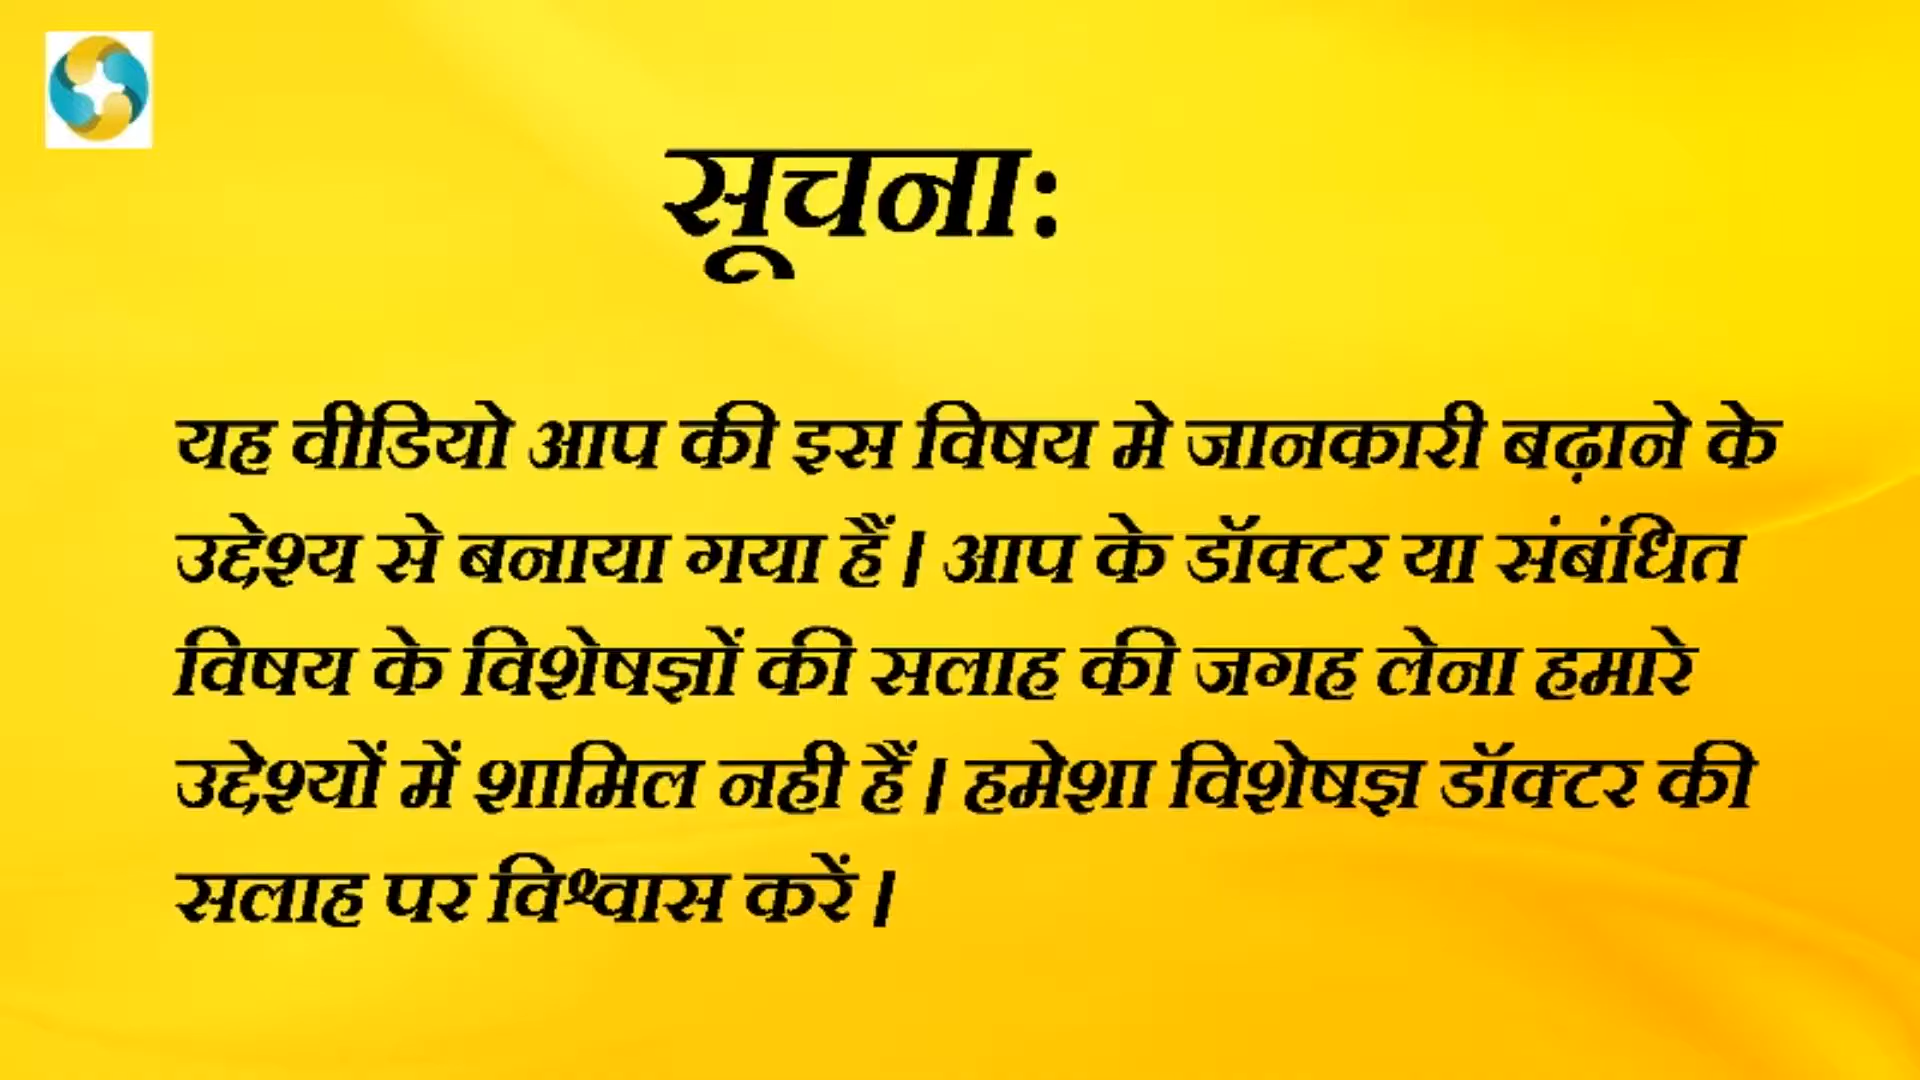 सूचना:
यह वीडियो आप की इस विषय मे जानकारी बढ़ाने के
उद्देश्य से बनाया गया हैं। आप के डॉक्टर या संबंधित
विषय के विशेषज्ञों की सलाह की जगह लेना हमारे
उद्देश्यों में शामिल नही हैं। हमेशा विशेषज्ञ डॉक्टर की
सलाह पर विश्वास करें।